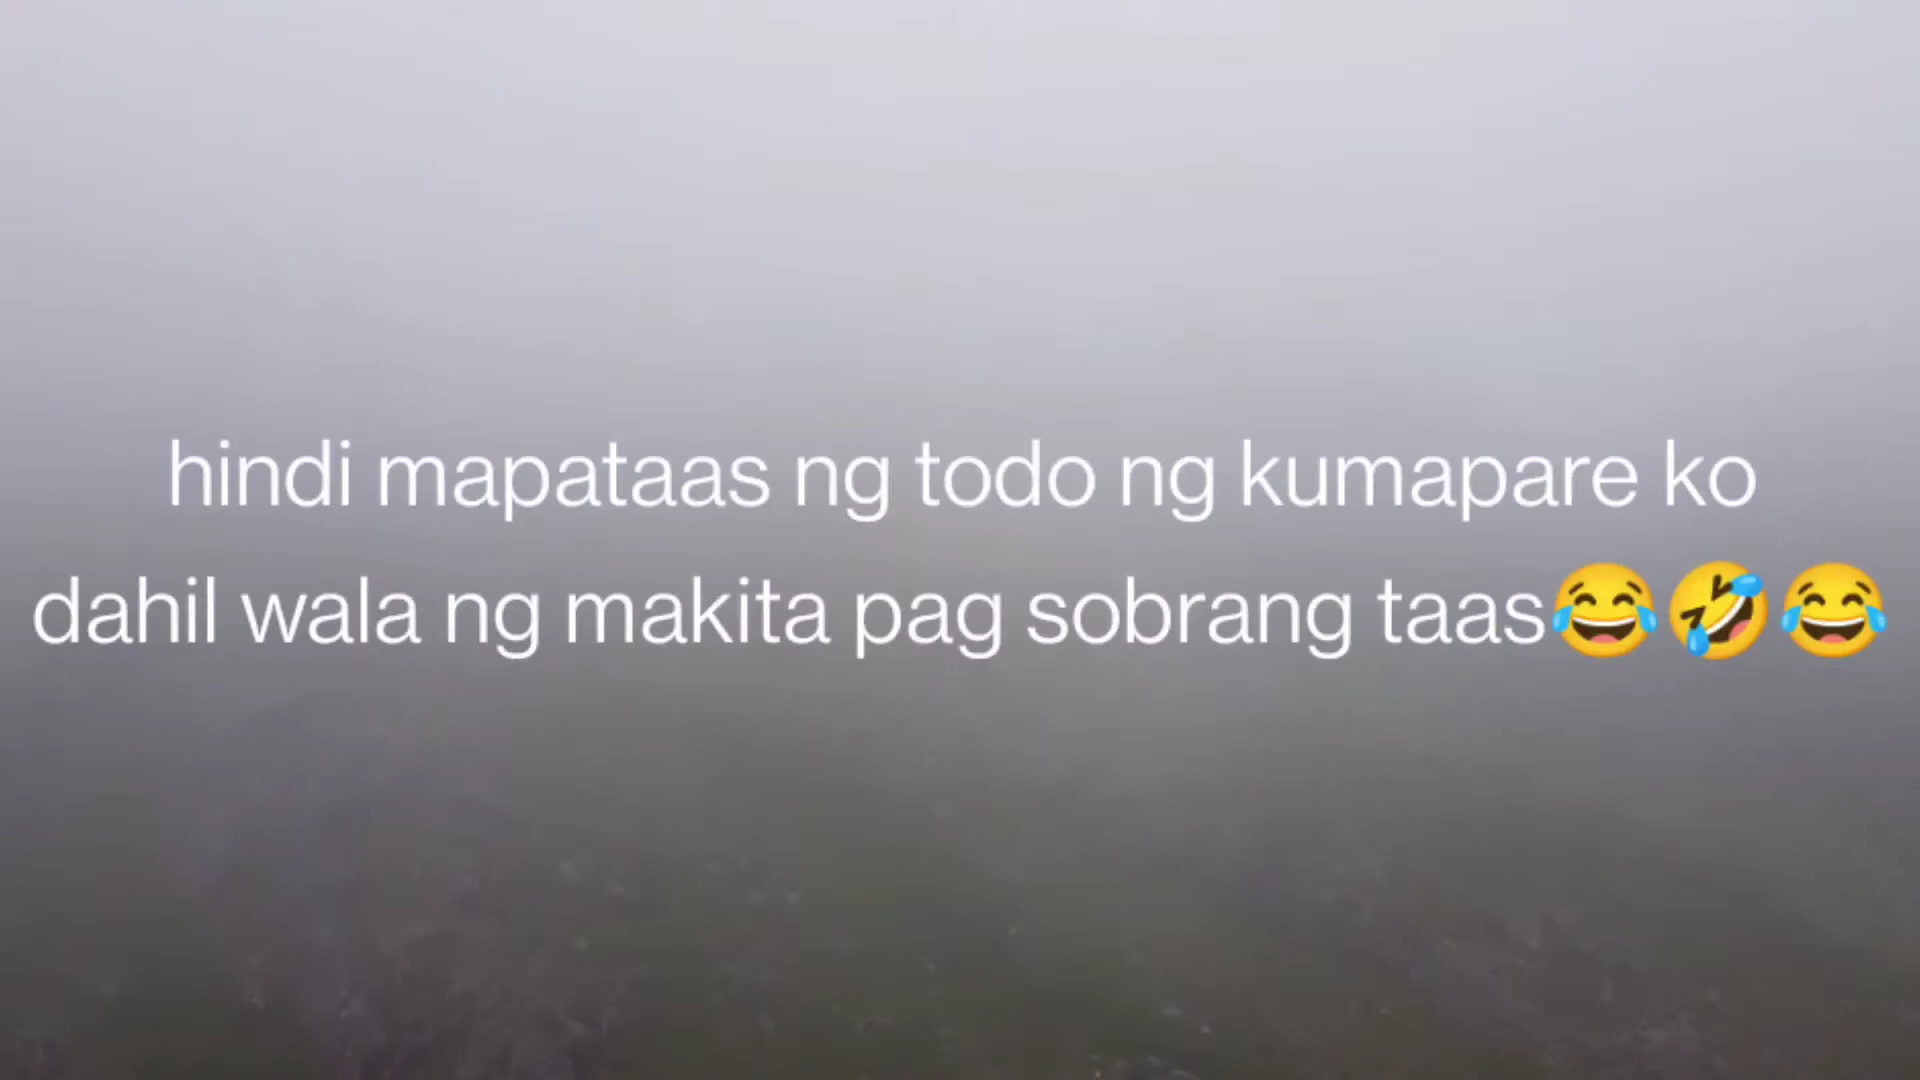 hindi mapataas ng todo ng kumapare ko
dahil wala ng makita pag sobrang taas😂🤣😂